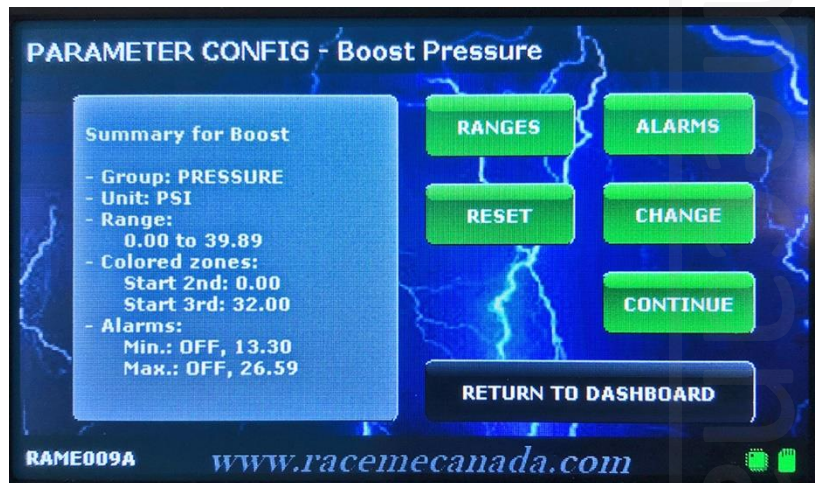 PARAMETER CONFIG - Boost Pressure
Summary for Boost
- Group: PRESSURE
- Unit: PSI
- Range:
0.00 to 39.89
- Colored zones:
Start 2nd: 0.00
Start 3rd: 32.00
- Alarms:
Min.: OFF, 13.30
Max.: OFF, 26.59
RANGES
ALARMS
RESET
CHANGE
CONTINUE
RETURN TO DASHBOARD
RAME009A
www.racemecanada.com